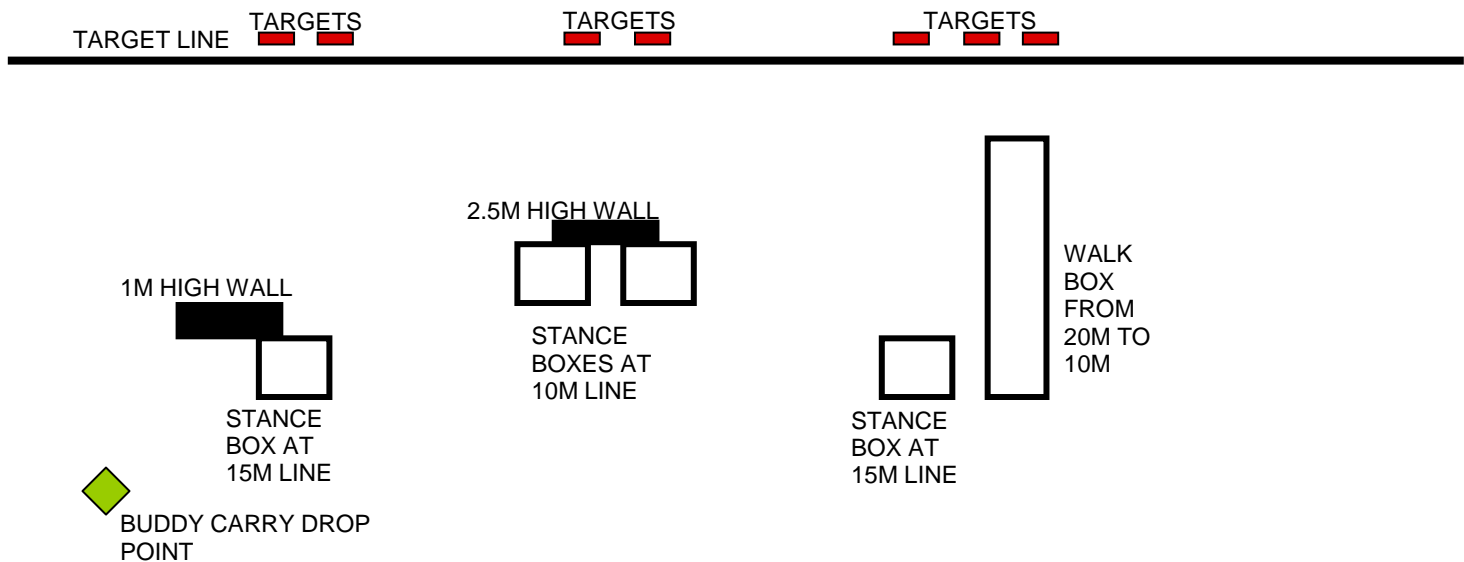 TARGETS
TARGETS
TARGETS
TARGET LINE
2.5M HIGH WALL
1M HIGH WALL
WALK
BOX
FROM
20M TO
10M
STANCE
BOXES AT
10M LINE
STANCE
BOX AT
15M LINE
STANCE
BOX AT
15M LINE
BUDDY CARRY DROP
POINT